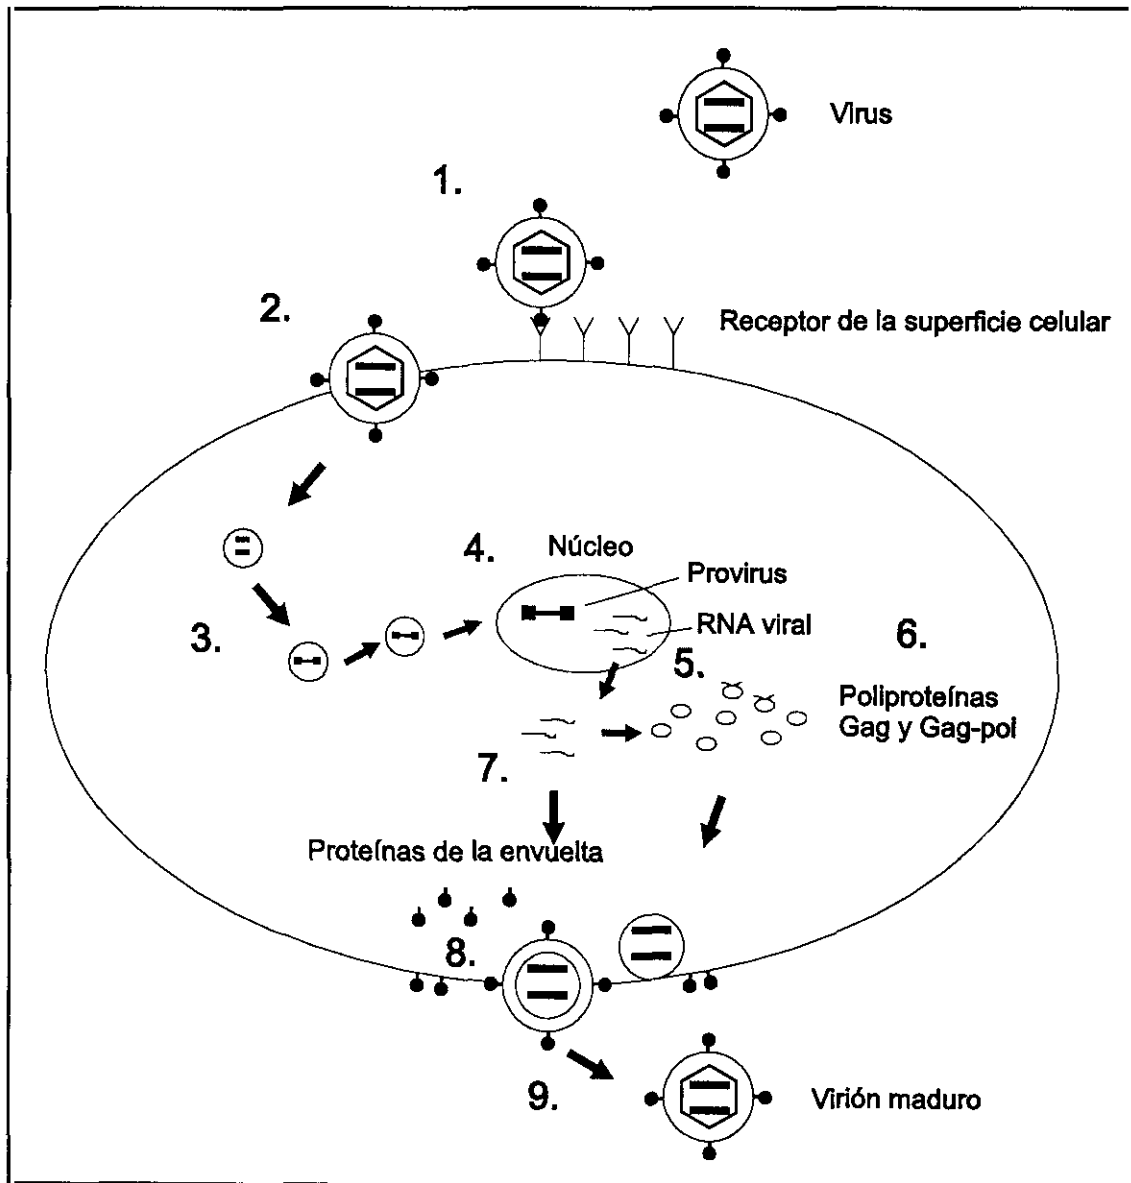 Virus
1.
2.
Receptor de la superficie celular
4.
Núcleo
Provirus
3.
RNA viral
6.
5.
Poliproteínas
Gag y Gag-pol
7.
Proteínas de la envuelta
8.
9.
Virión maduro